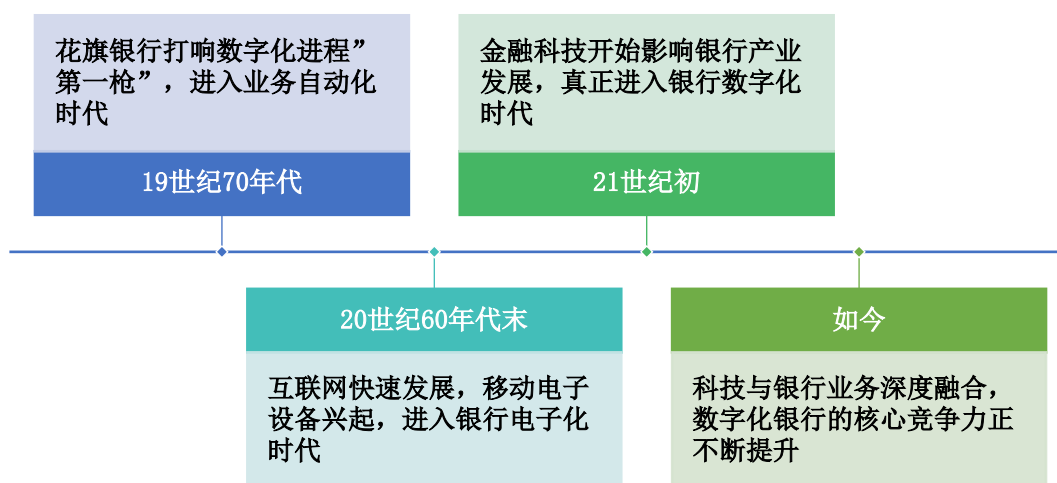 花旗银行打响数字化进程”
第一枪”，进入业务自动化
时代
19世纪70年代
金融科技开始影响银行产业
发展，真正进入银行数字化
时代
21世纪初
20世纪60年代末
互联网快速发展，移动电子
设备兴起，进入银行电子化
时代
如今
科技与银行业务深度融合，
数字化银行的核心竞争力正
不断提升